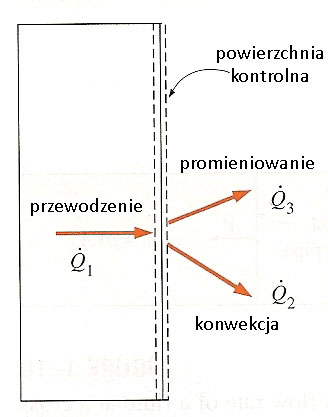 powierzchnia
kontrolna
promieniowanie
przewodzenie
Q̇₃
Q̇₁
Q̇₂
konwekcja